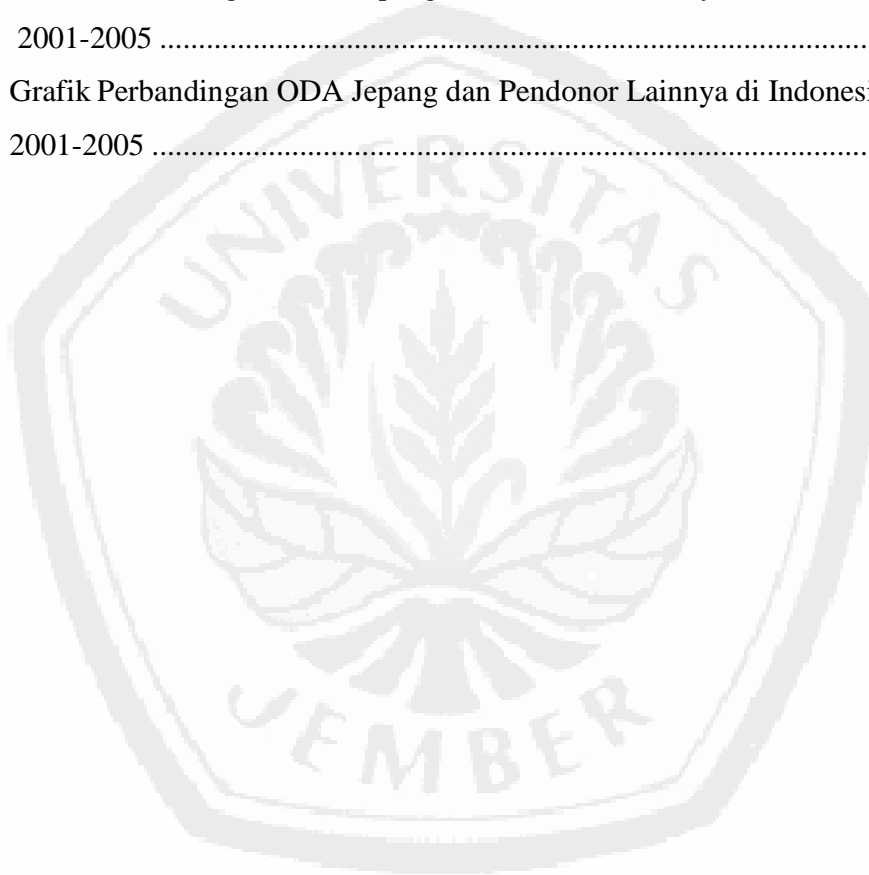 2001-2005 ........................................................................................
Grafik Perbandingan ODA Jepang dan Pendonor Lainnya di Indonesi
2001-2005 ........................................................................................
UNIVERSITAS
JEMBER